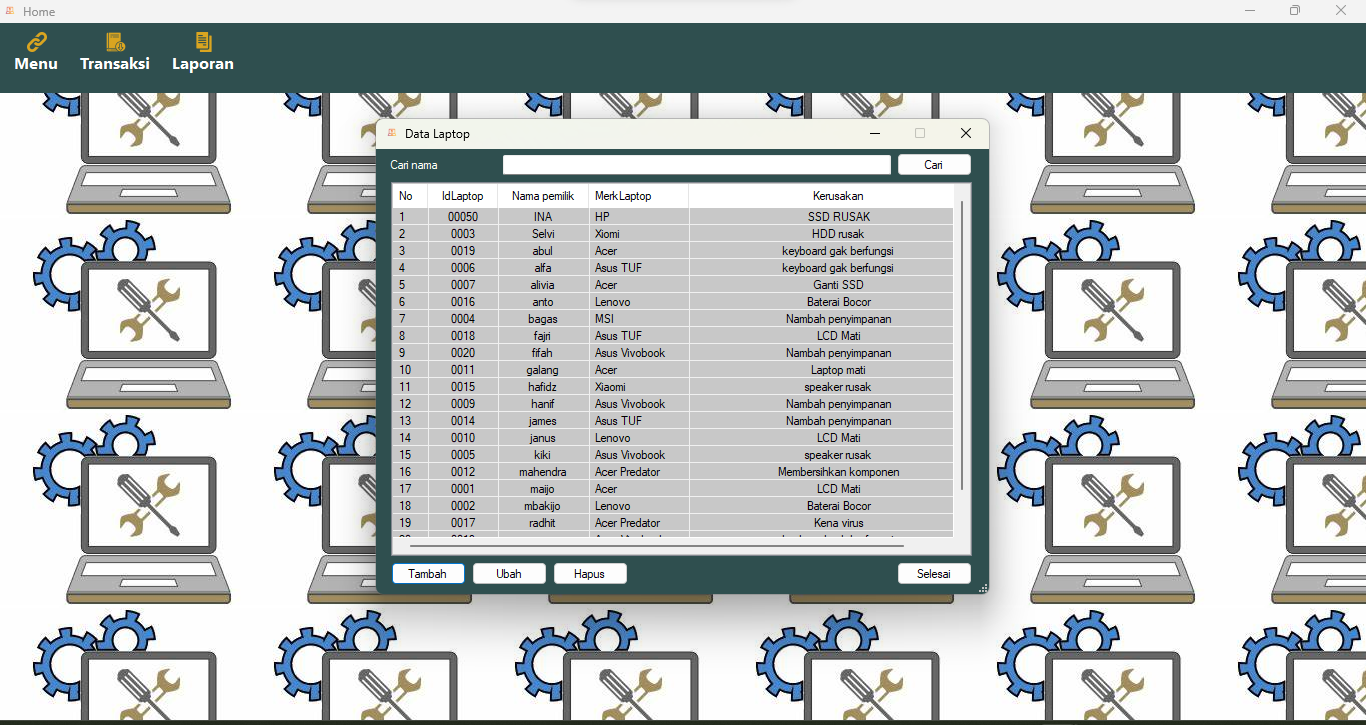 Home
Menu Transaksi Laporan
Data Laptop
Cari nama Cari
No IdLaptop Nama pemilik Merk Laptop Kerusakan
1 00050 INA HP SSD RUSAK
2 0003 Selvi Xiomi HDD rusak
3 0019 abul Acer keyboard gak berfungsi
4 0006 alfa Asus TUF keyboard gak berfungsi
5 0007 alivia Acer Ganti SSD
6 0016 anto Lenovo Baterai Bocor
7 0004 bagas MSI Nambah penyimpanan
8 0018 fajri Asus TUF LCD Mati
9 0020 fifah Asus Vivobook Nambah penyimpanan
10 0011 galang Acer Laptop mati
11 0015 hafidz Xiaomi speaker rusak
12 0009 hanif Asus Vivobook Nambah penyimpanan
13 0014 james Asus TUF Nambah penyimpanan
14 0010 janus Lenovo LCD Mati
15 0005 kiki Asus Vivobook speaker rusak
16 0012 mahendra Acer Predator Membersihkan komponen
17 0001 maijo Acer LCD Mati
18 0002 mbakijo Lenovo Baterai Bocor
19 0017 radhit Acer Predator Kena virus
Tambah Ubah Hapus Selesai